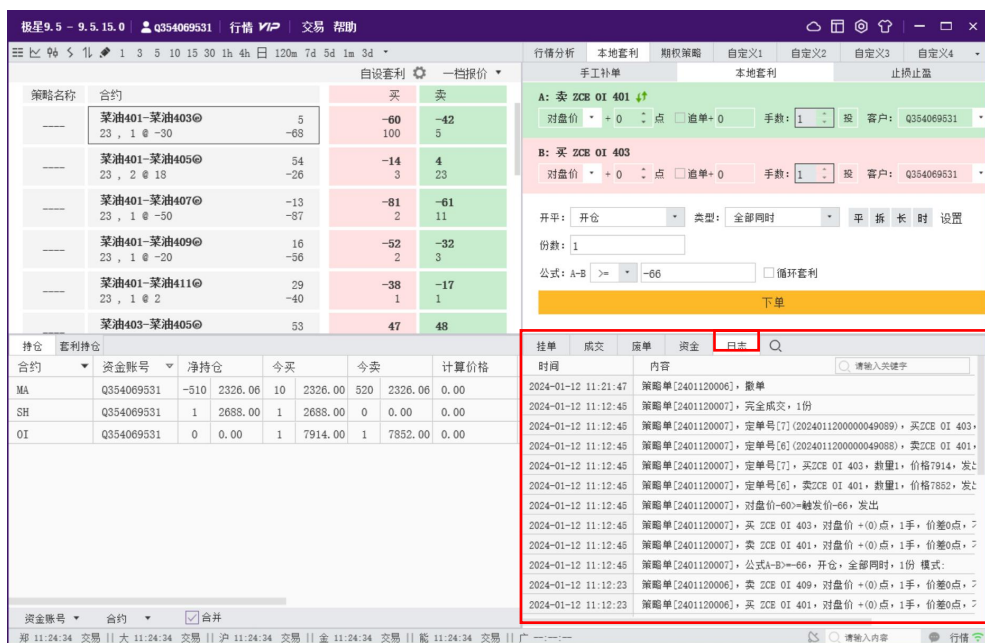 极星9.5 - 9.5.15.0 Q354069531 行情 VIP 交易 帮助
1 3 5 10 15 30 1h 4h 日 120m 7d 5d 1m 3d
行情分析 本地套利 期权策略 自定义1 自定义2 自定义3 自定义4
自设套利 一档报价
手工补单 本地套利 止损止盈
策略名称 合约 买 卖
---- 菜油401-菜油403 5 -60 -42
23 , 1 @ -30 -68 100 5
---- 菜油401-菜油405 54 -14 4
23 , 2 @ 18 -26 3 23
---- 菜油401-菜油407 -13 -81 -61
23 , 1 @ -50 -87 2 11
---- 菜油401-菜油409 16 -52 -32
23 , 1 @ -20 -56 2 3
---- 菜油401-菜油411 29 -38 -17
23 , 1 @ 2 -40 1 1
菜油403-菜油405 53 47 48
A: 卖 ZCE OI 401
对盘价 + 0 点 追单+ 0 手数: 1 投 客户: Q354069531
B: 买 ZCE OI 403
对盘价 + 0 点 追单+ 0 手数: 1 投 客户: Q354069531
开平: 开仓 类型: 全部同时 平 拆 长 时 设置
份数: 1
公式: A-B >= -66 循环套利
下单
持仓 套利持仓
合约 资金账号 净持仓 今买 今卖 计算价格
MA Q354069531 -510 2326.06 10 2326.00 520 2326.06 0.00
SH Q354069531 1 2688.00 1 2688.00 0 0.00 0.00
OI Q354069531 0 0.00 1 7914.00 1 7852.00 0.00
资金账号 合约 合并
挂单 成交 废单 资金 日志
时间 内容 请输入关键字
2024-01-12 11:21:47 策略单[2401120006]，撤单
2024-01-12 11:12:45 策略单[2401120007]，完全成交，1份
2024-01-12 11:12:45 策略单[2401120007]，定单号[7](2024011200000049089)，买ZCE OI 403，
2024-01-12 11:12:45 策略单[2401120007]，定单号[6](2024011200000049088)，卖ZCE OI 401，
2024-01-12 11:12:45 策略单[2401120007]，定单号[7]，买ZCE OI 403，数量1，价格7914，发出
2024-01-12 11:12:45 策略单[2401120007]，定单号[6]，卖ZCE OI 401，数量1，价格7852，发出
2024-01-12 11:12:45 策略单[2401120007]，对盘价-60>=触发价-66，发出
2024-01-12 11:12:45 策略单[2401120007]，买 ZCE OI 403，对盘价 +(0)点，1手，价差0点，
2024-01-12 11:12:45 策略单[2401120007]，卖 ZCE OI 401，对盘价 +(0)点，1手，价差0点，
2024-01-12 11:12:45 策略单[2401120007]，公式A-B>=-66，开仓，全部同时，1份 模式:
2024-01-12 11:12:23 策略单[2401120006]，卖 ZCE OI 409，对盘价 +(0)点，1手，价差0点，
2024-01-12 11:12:23 策略单[2401120006]，买 ZCE OI 401，对盘价 +(0)点，1手，价差0点，
郑 11:24:34 交易 || 大 11:24:34 交易 || 沪 11:24:34 交易 || 金 11:24:34 交易 || 能 11:24:34 交易 || 广 --:--:-- 请输入内容 行情